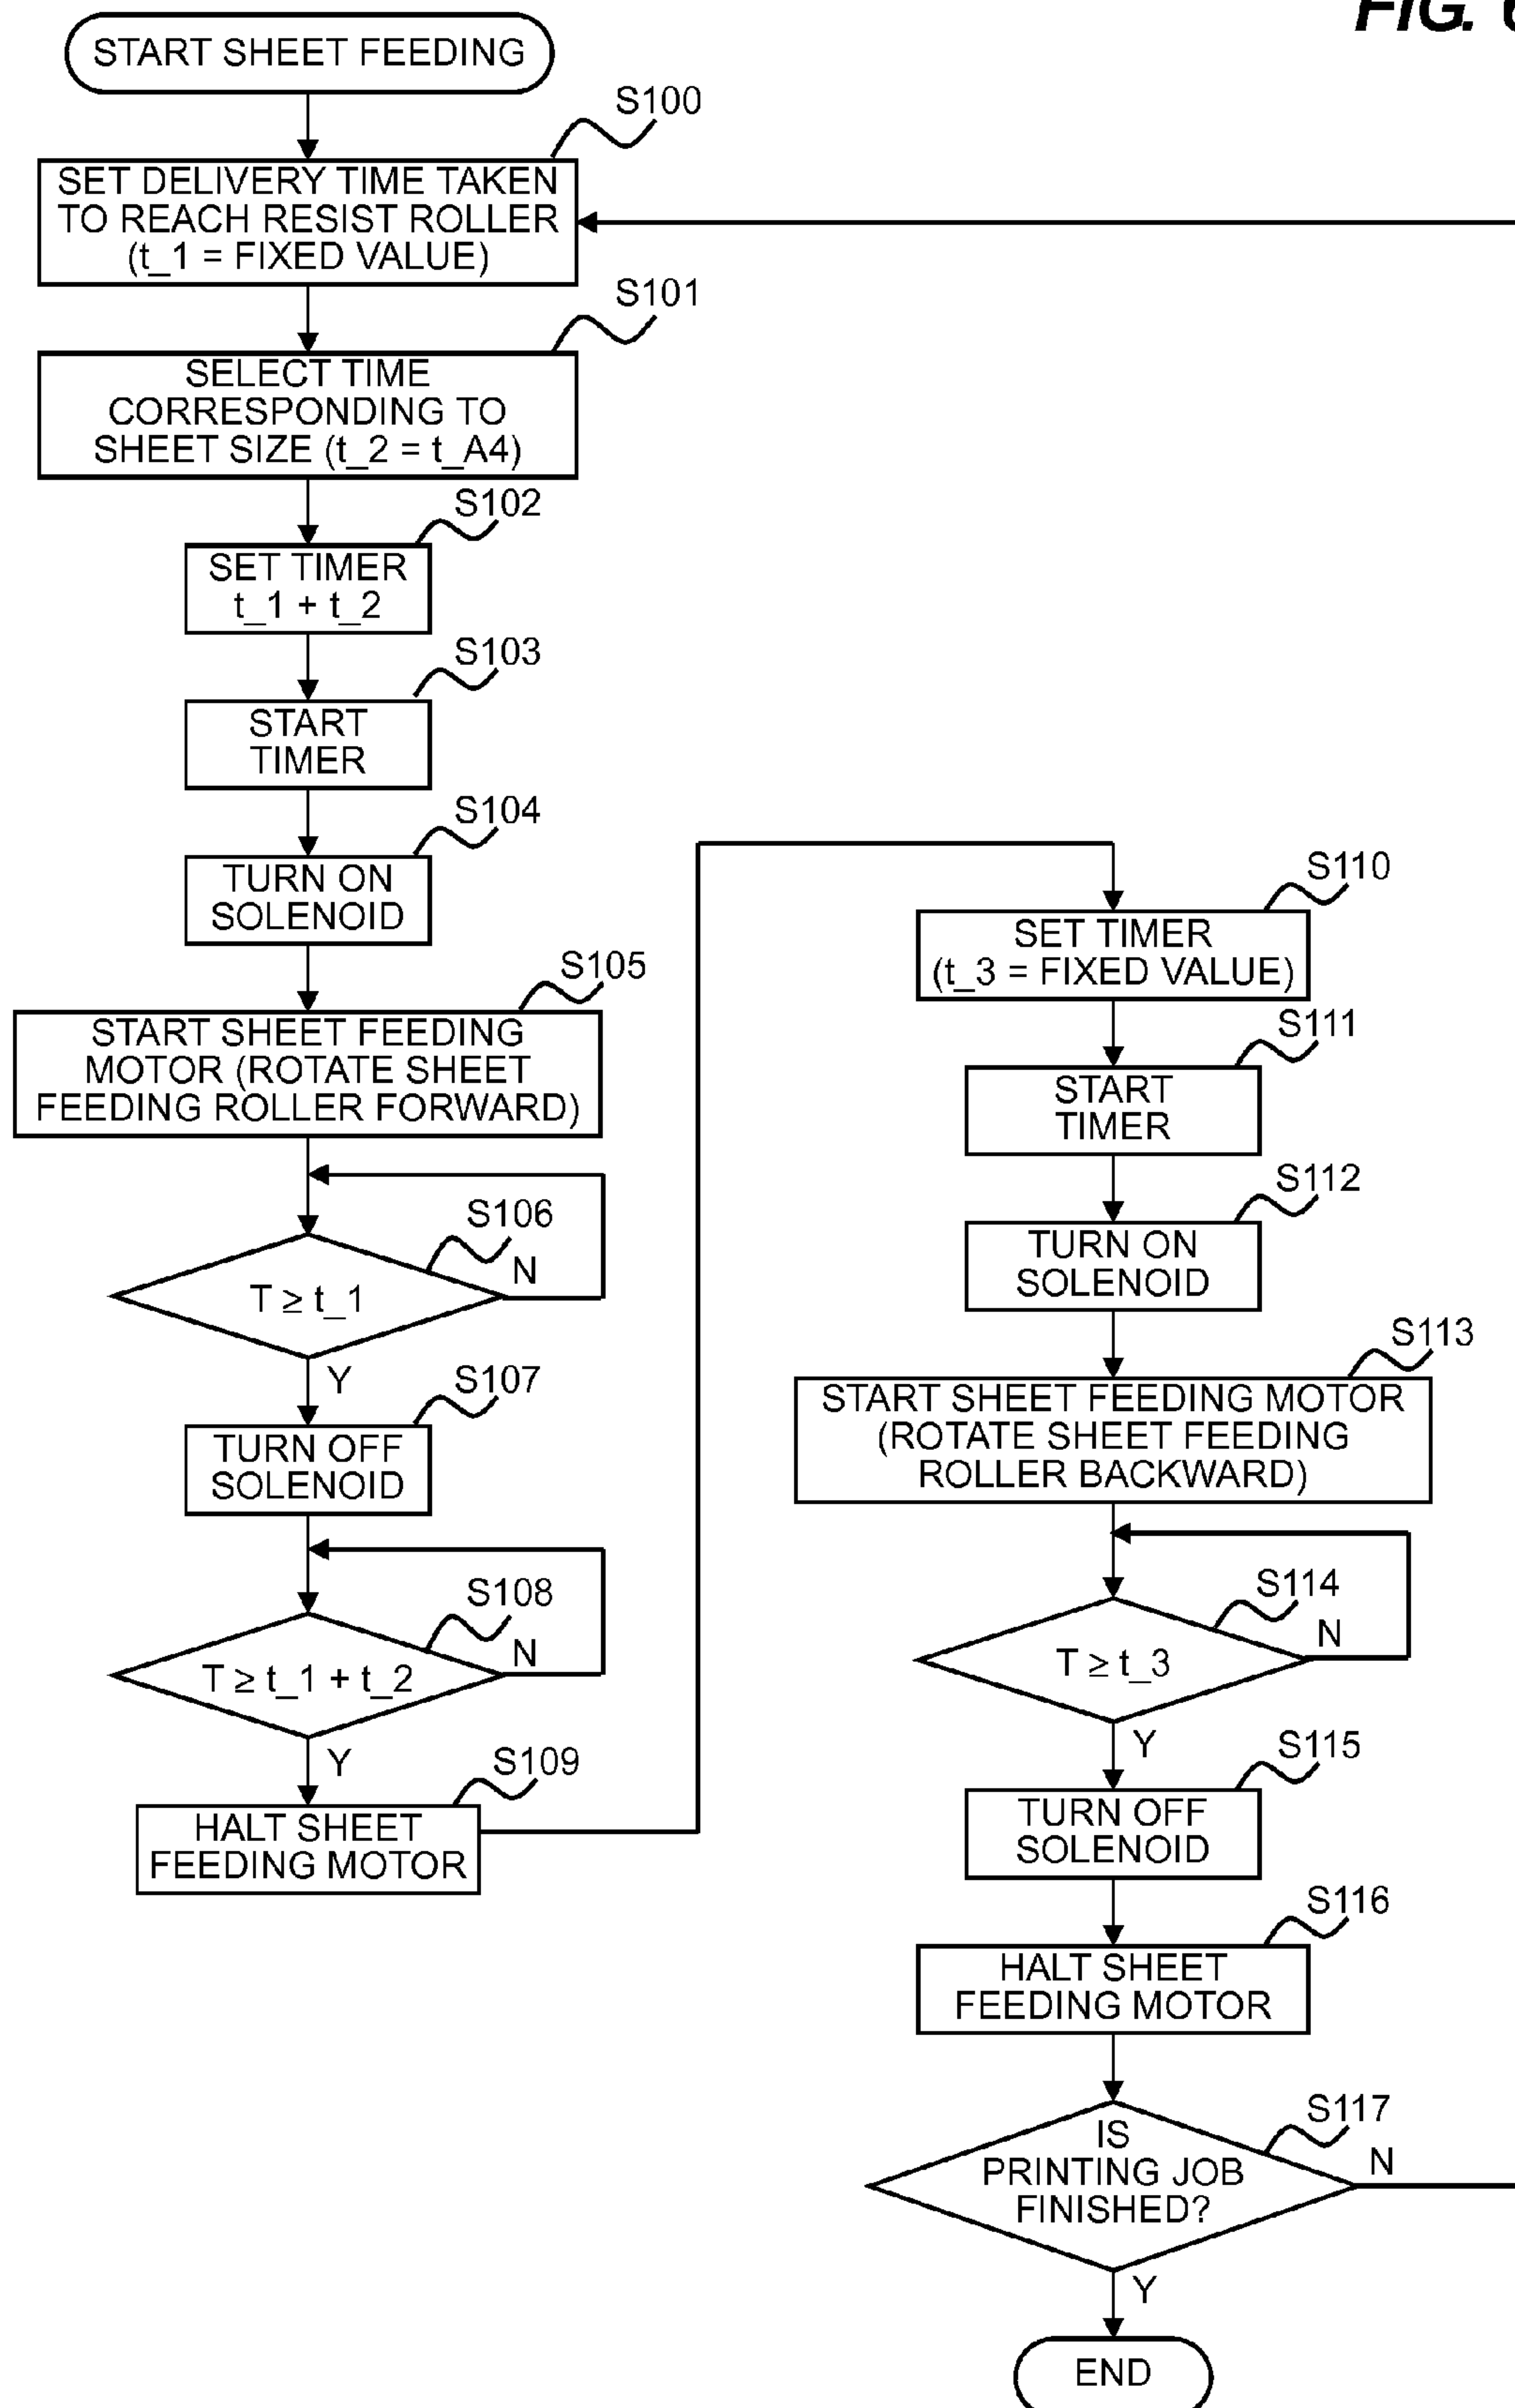 FIG. 6
START SHEET FEEDING
S100
SET DELIVERY TIME TAKEN
TO REACH RESIST ROLLER
(t_1 = FIXED VALUE)
S101
SELECT TIME
CORRESPONDING TO
SHEET SIZE (t_2 = t_A4)
S102
SET TIMER
t_1 + t_2
S103
START
TIMER
S104
TURN ON
SOLENOID
S105
START SHEET FEEDING
MOTOR (ROTATE SHEET
FEEDING ROLLER FORWARD)
S106
N
T ≥ t_1
Y
S107
TURN OFF
SOLENOID
S108
N
T ≥ t_1 + t_2
Y
S109
HALT SHEET
FEEDING MOTOR
S110
SET TIMER
(t_3 = FIXED VALUE)
S111
START
TIMER
S112
TURN ON
SOLENOID
S113
START SHEET FEEDING MOTOR
(ROTATE SHEET FEEDING
ROLLER BACKWARD)
S114
N
T ≥ t_3
Y
S115
TURN OFF
SOLENOID
S116
HALT SHEET
FEEDING MOTOR
S117
N
IS
PRINTING JOB
FINISHED?
Y
END